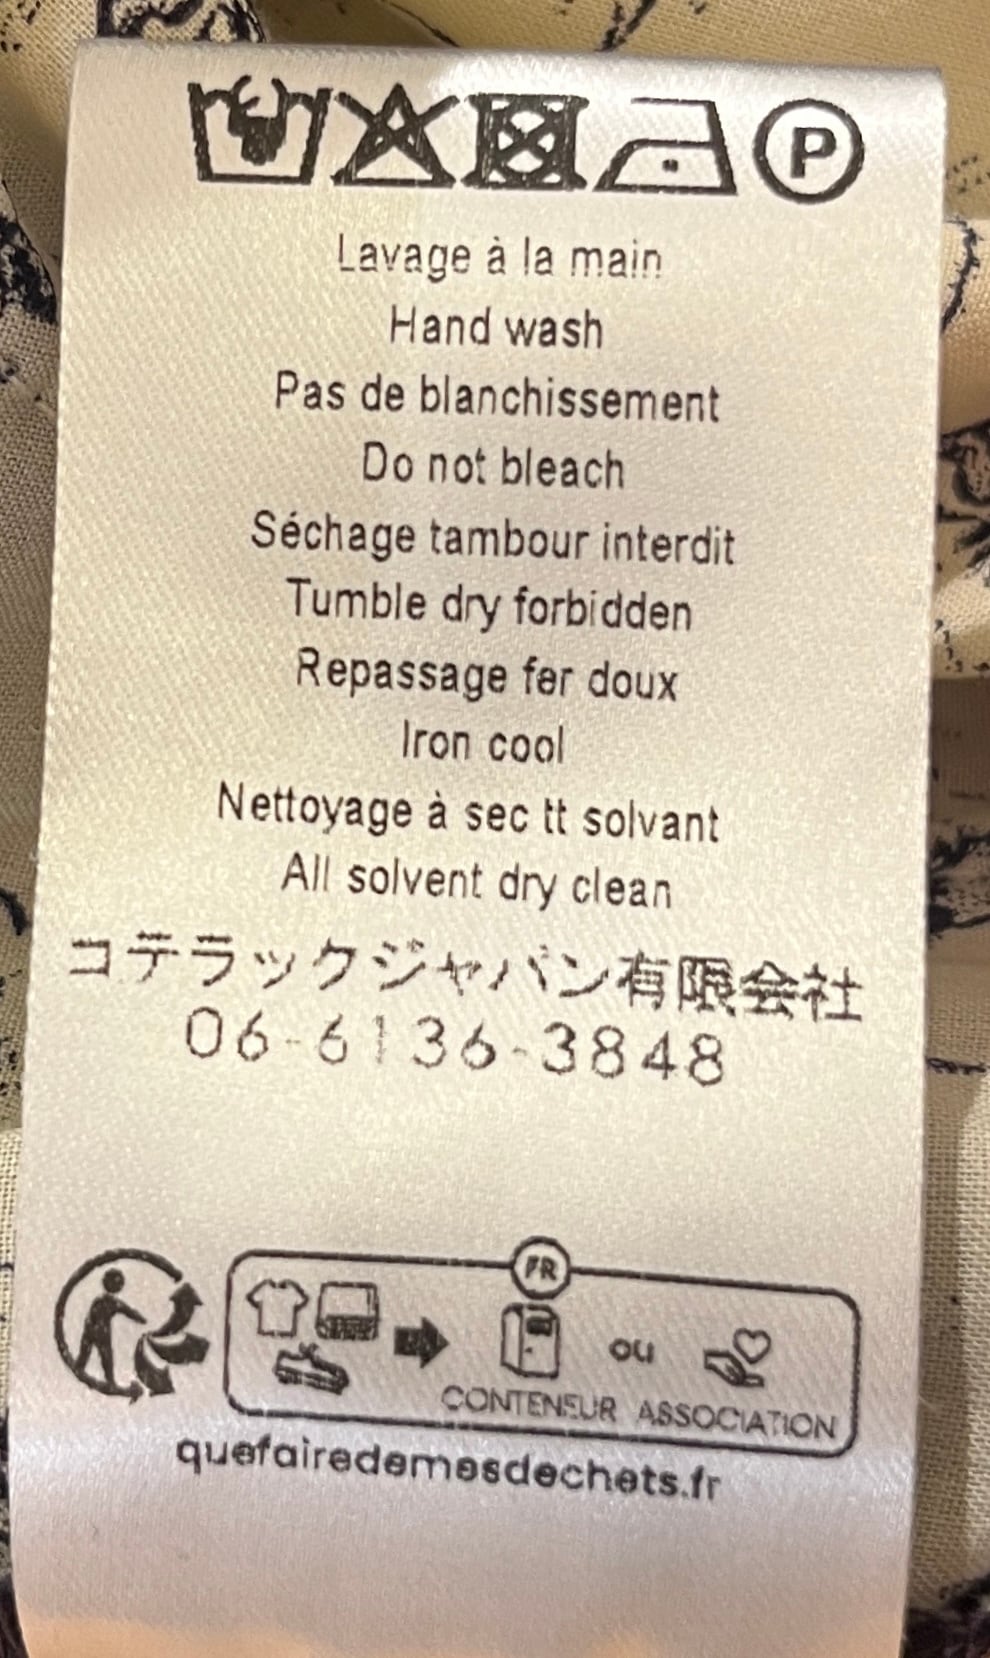 P
Lavage à la main
Hand wash
Pas de blanchissement
Do not bleach
Séchage tambour interdit
Tumble dry forbidden
Repassage fer doux
Iron cool
Nettoyage à sec tt solvant
All solvent dry clean
コテラックジャパン有限会社
06-6136-3848
FR
ou
CONTENEUR ASSOCIATION
quefairedemesdechets.fr